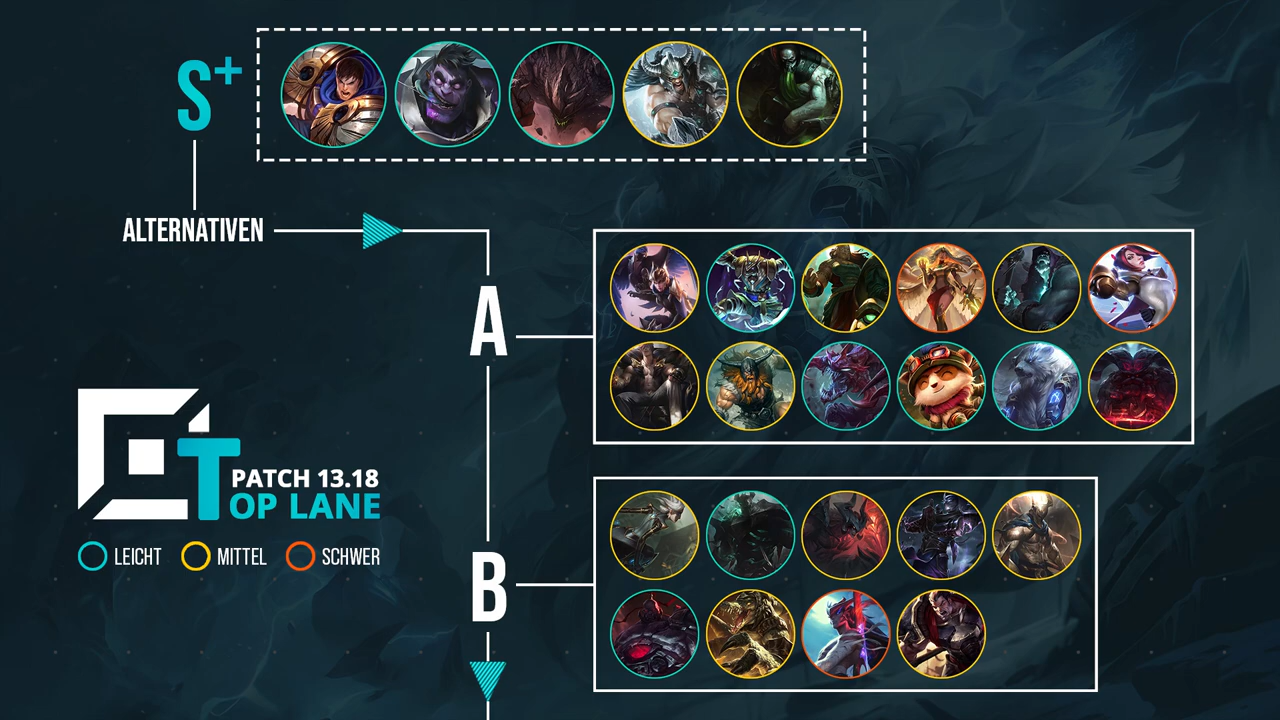 S+
ALTERNATIVEN
A
PATCH 13.18
TOP LANE
LEICHT MITTEL SCHWER
B